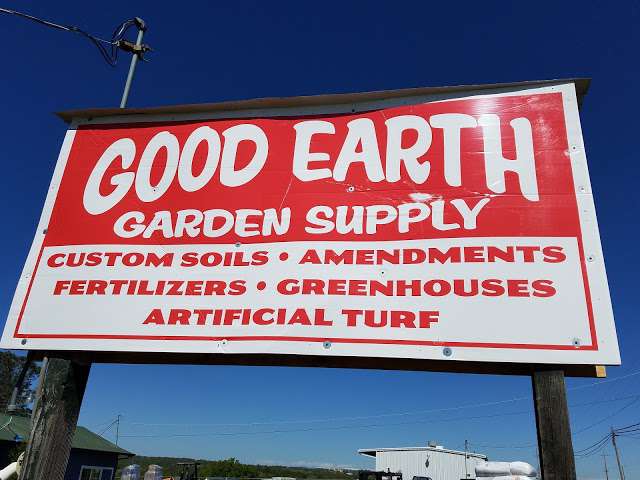 GOOD EARTH
GARDEN SUPPLY
CUSTOM SOILS • AMENDMENTS
FERTILIZERS • GREENHOUSES
ARTIFICIAL TURF